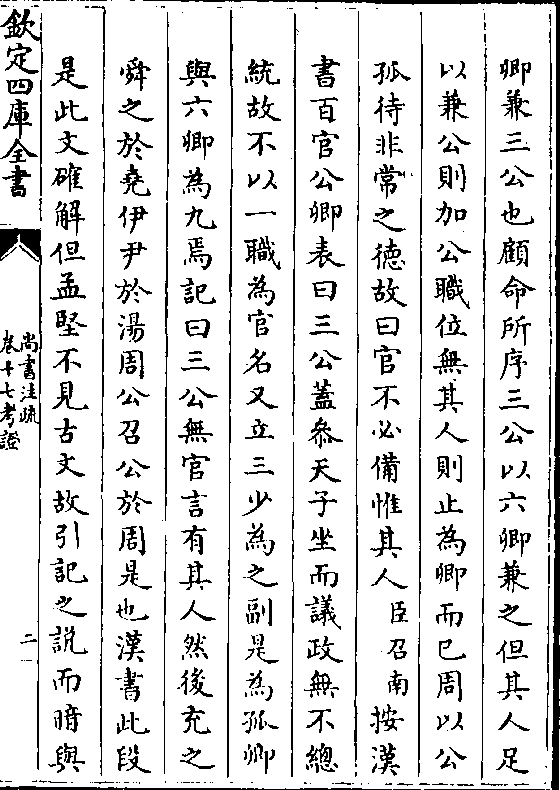 卿兼三公也顧命所序三公以六卿兼之但其人足
以兼公則加公職位無其人則止為卿而已周以公
孤待非常之徳故曰官不必備惟其人臣召南按漢
書百官公卿表曰三公蓋叅天子坐而議政無不總
統故不以一職為官名又立三少為之副是為孤卿
與六卿為九焉記曰三公無官言有其人然後充之
舜之於堯伊尹於湯周公召公於周是也漢書此段
是此文確解但孟堅不見古文故引記之説而暗與
欽定四庫全書
尚書注疏
卷十七考證
二